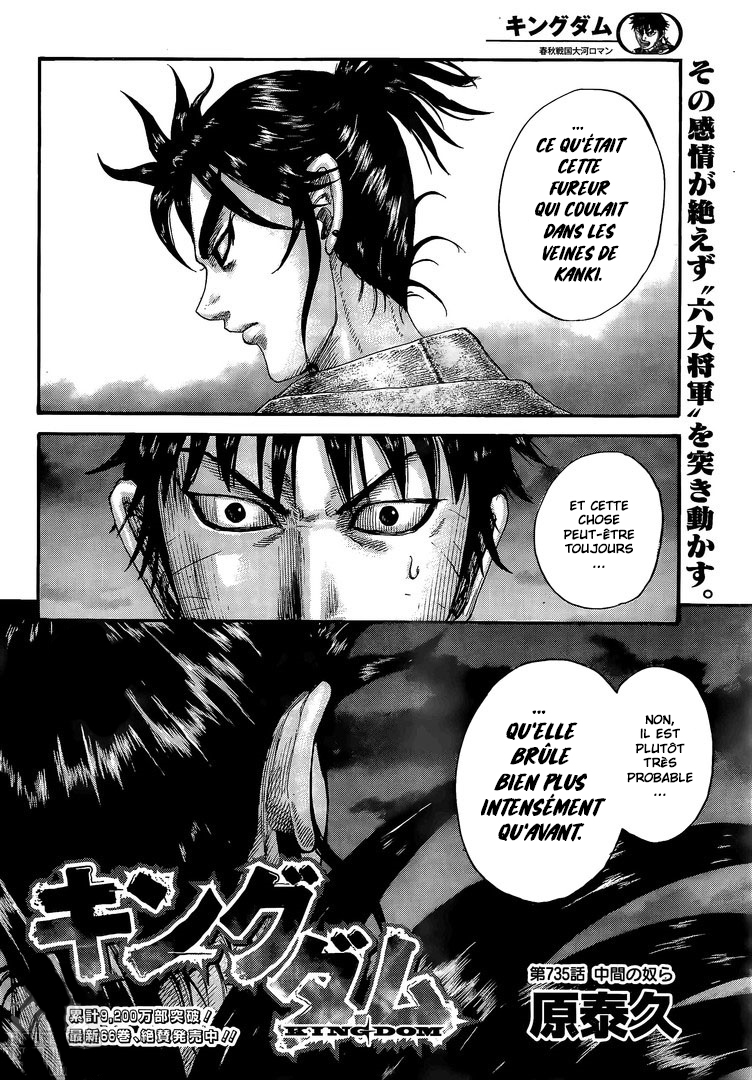 キングダム
春秋戦国大河ロマン
その感情が絶えず〝六大将軍〟を突き動かす。
...
CE QU'ÉTAIT
CETTE
FUREUR
QUI COULAIT
DANS LES
VEINES DE
KANKI.
ET CETTE
CHOSE
PEUT-ÊTRE
TOUJOURS
...
NON,
IL EST
PLUTÔT
TRÈS
PROBABLE
...
...
QU'ELLE
BRÛLE
BIEN PLUS
INTENSÉMENT
QU'AVANT.
キングダム
KINGDOM
累計9,200万部突破!
最新66巻、絶賛発売中!!
第735話 中間の奴ら
原泰久